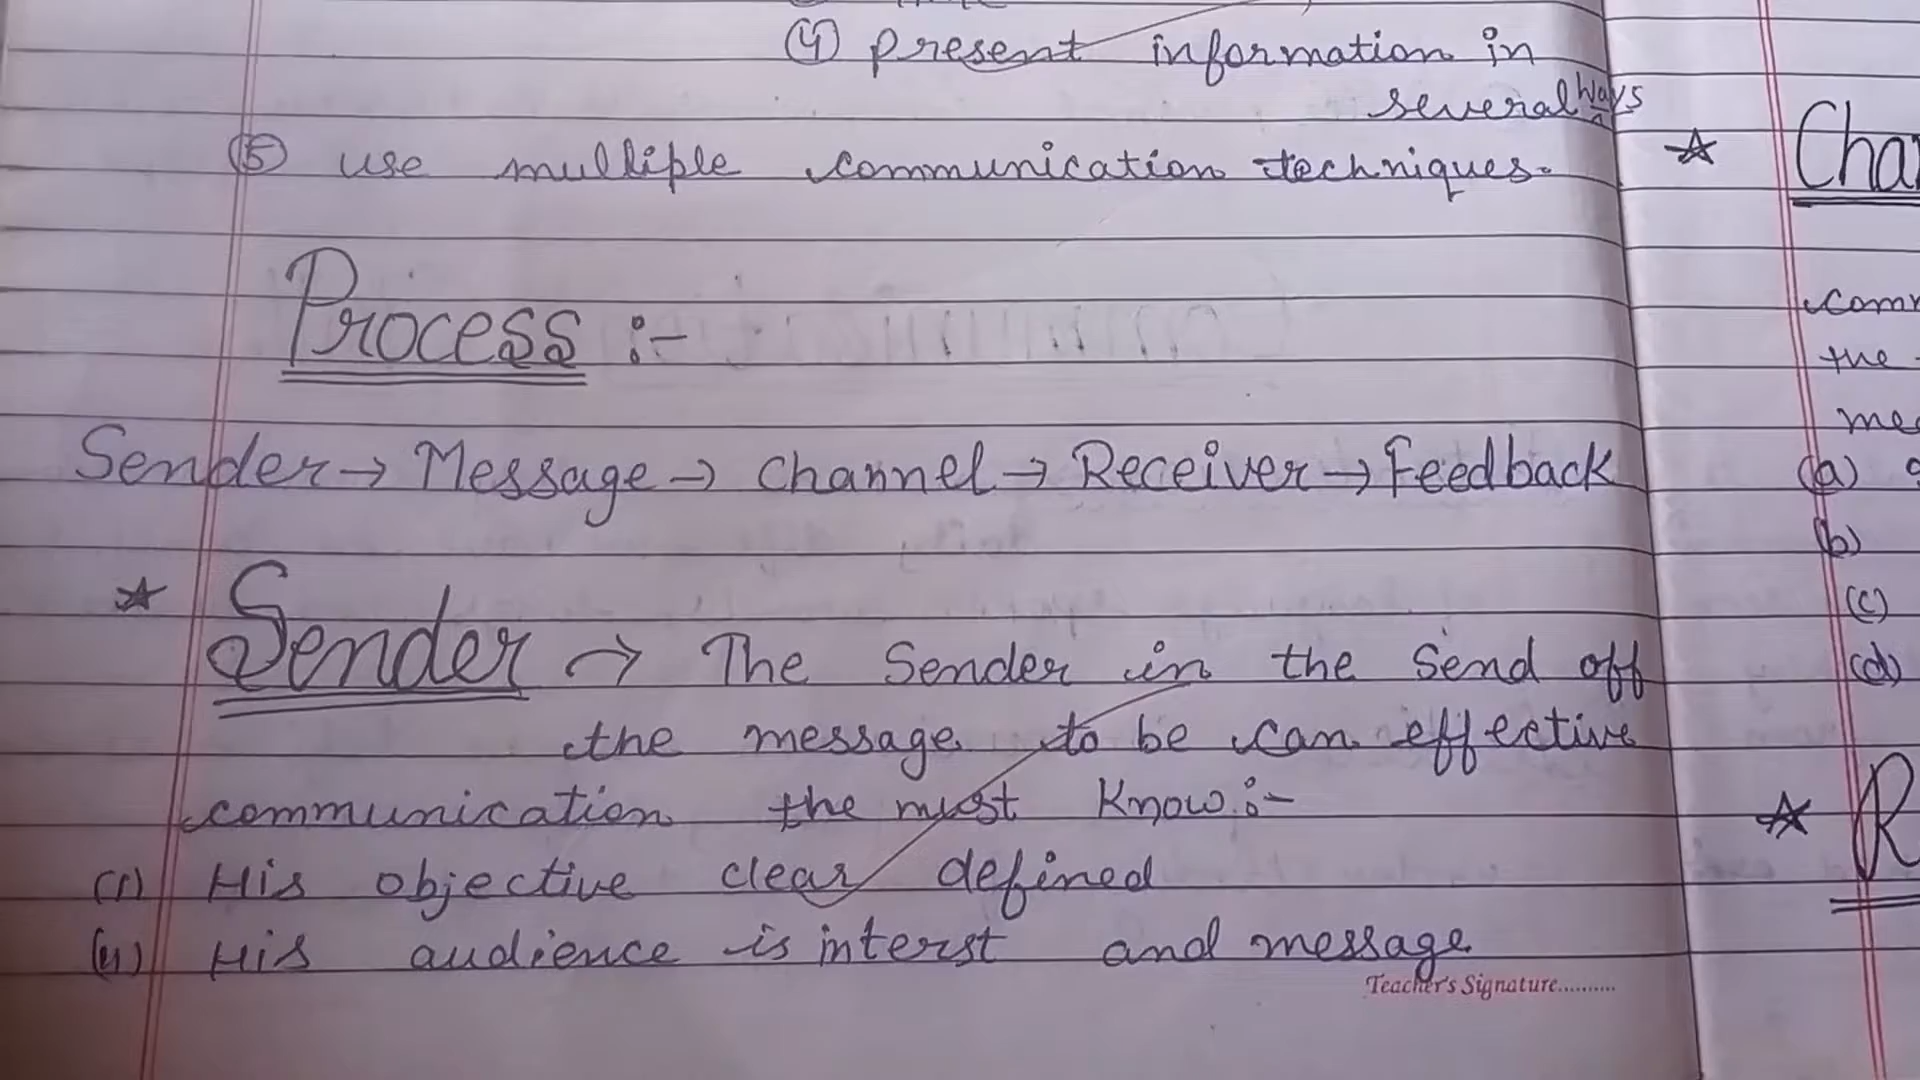 (4) present information in
several ways
(5) use multiple communication techniques.
Process :-
Sender → Message → channel → Receiver → Feedback
☆ Sender → The Sender in the Send off
the message to be can effective
communication the must Know :-
(i) His objective clear defined
(ii) His audience is interst and message
Teacher's Signature..........
☆ Cha
comm
the
me
(a)
(b)
(c)
(d)
☆ R